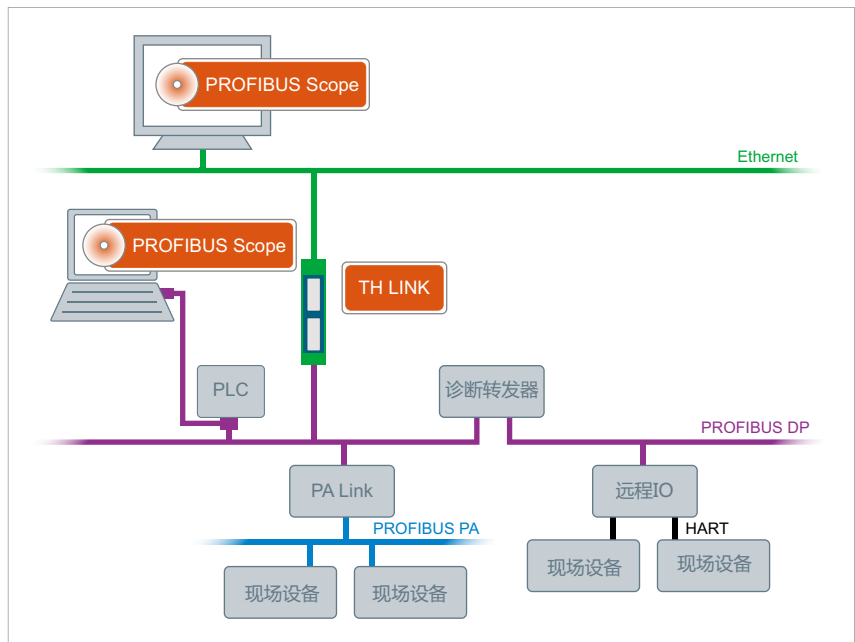 PROFIBUS Scope
Ethernet
PROFIBUS Scope
TH LINK
PLC
诊断转发器
PROFIBUS DP
PA Link
远程IO
PROFIBUS PA
HART
现场设备
现场设备
现场设备
现场设备